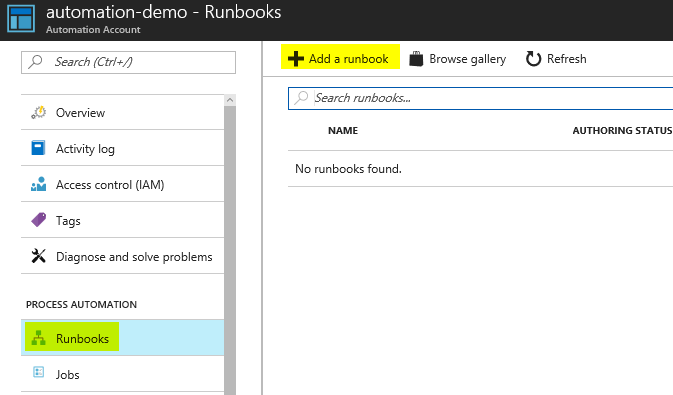 automation-demo - Runbooks
Automation Account
Search (Ctrl+/)
Overview
Activity log
Access control (IAM)
Tags
Diagnose and solve problems
PROCESS AUTOMATION
Runbooks
Jobs
Add a runbook Browse gallery Refresh
Search runbooks...
NAME AUTHORING STATUS
No runbooks found.